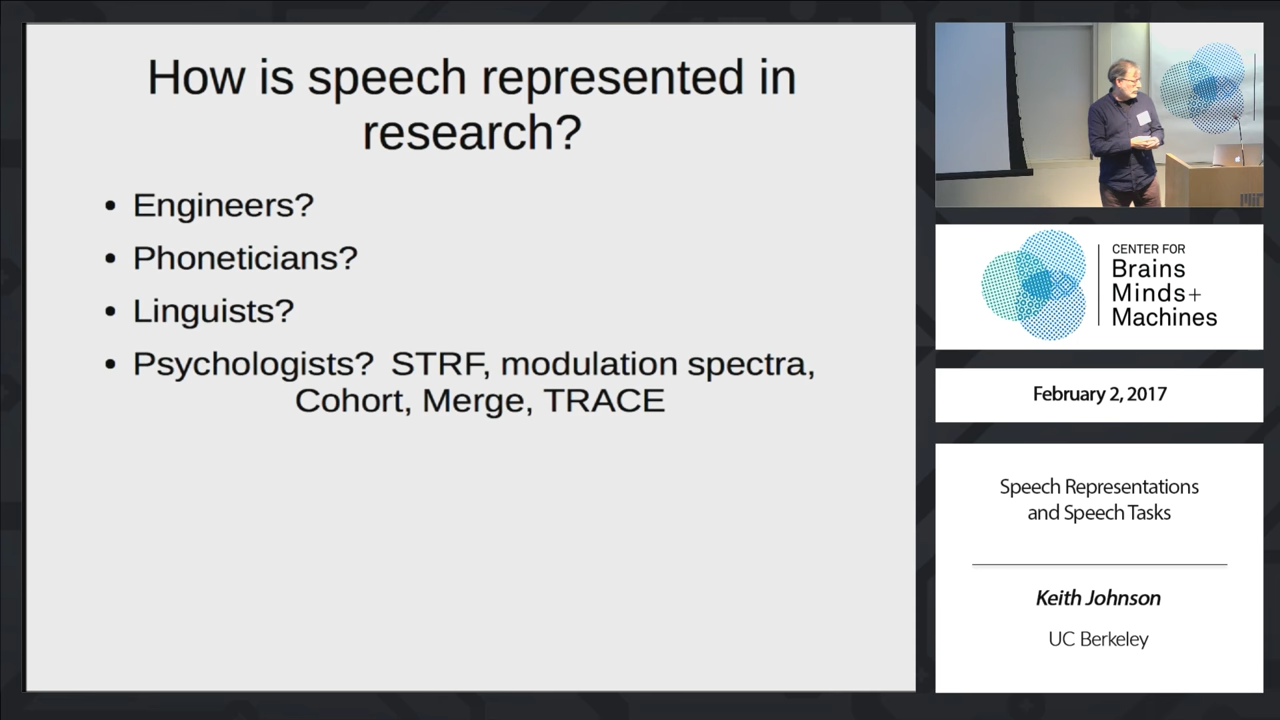 How is speech represented in
research?
• Engineers?
• Phoneticians?
• Linguists?
• Psychologists? STRF, modulation spectra,
Cohort, Merge, TRACE
CENTER FOR
Brains
Minds+
Machines
February 2, 2017
Speech Representations
and Speech Tasks
Keith Johnson
UC Berkeley